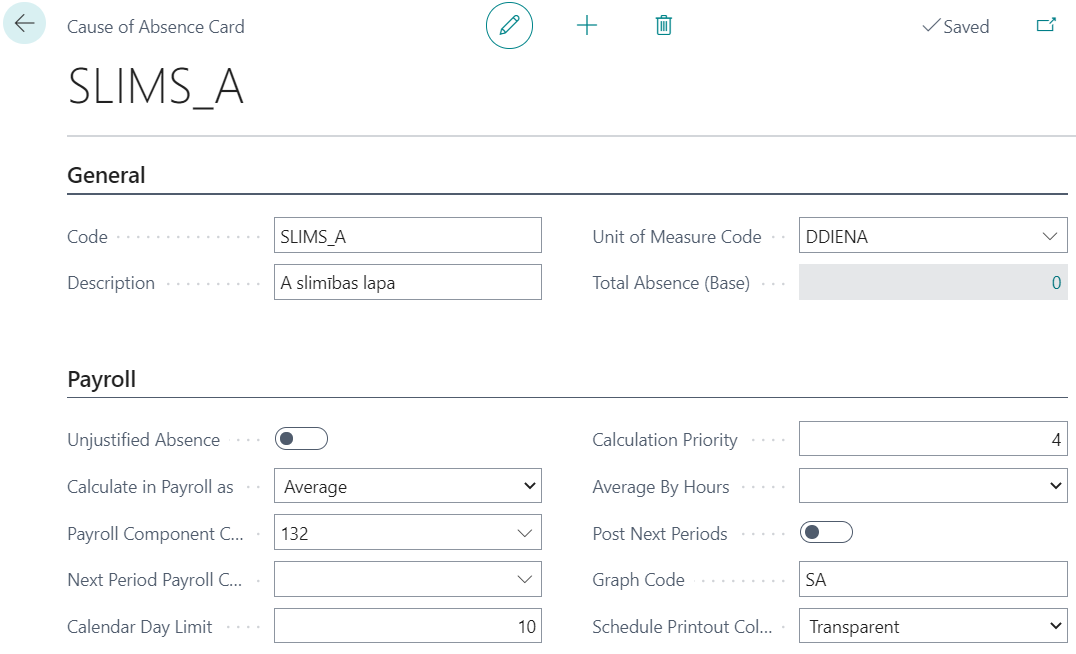 Cause of Absence Card
Saved
SLIMS_A
General
Code SLIMS_A Unit of Measure Code DDIENA
Description A slimības lapa Total Absence (Base) 0
Payroll
Unjustified Absence Calculation Priority 4
Calculate in Payroll as Average Average By Hours
Payroll Component C... 132 Post Next Periods
Next Period Payroll C... Graph Code SA
Calendar Day Limit 10 Schedule Printout Col... Transparent